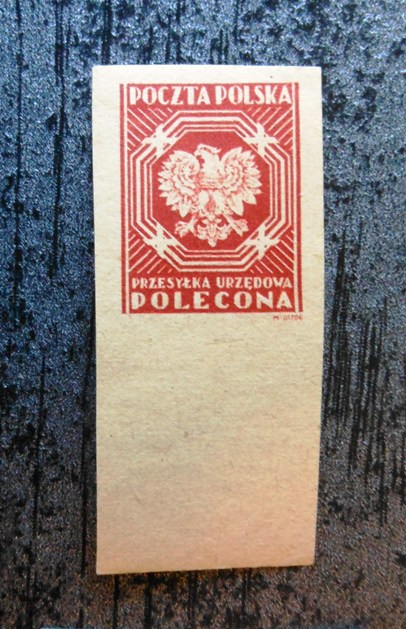 POCZTA POLSKA
PRZESYŁKA URZĘDOWA
POLECONA